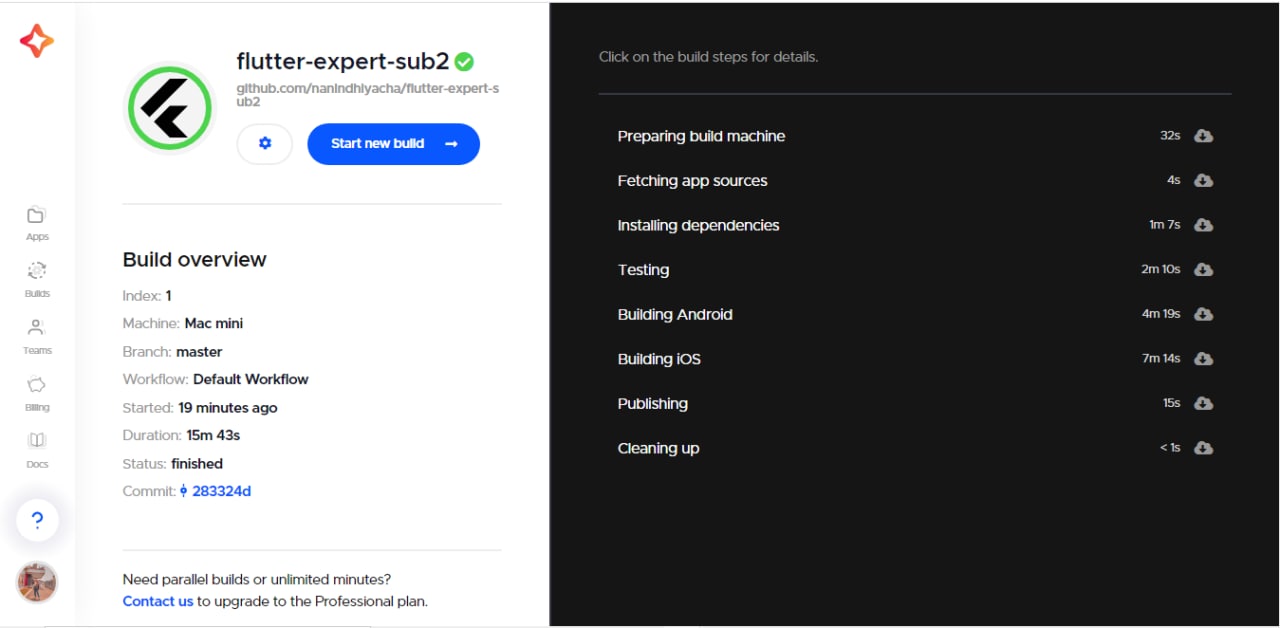 flutter-expert-sub2
github.com/nanindhiyacha/flutter-expert-s
ub2
Start new build
Apps
Builds
Teams
Billing
Docs
?
Build overview
Index: 1
Machine: Mac mini
Branch: master
Workflow: Default Workflow
Started: 19 minutes ago
Duration: 15m 43s
Status: finished
Commit: 283324d
Need parallel builds or unlimited minutes?
Contact us to upgrade to the Professional plan.
Click on the build steps for details.
Preparing build machine 32s
Fetching app sources 4s
Installing dependencies 1m 7s
Testing 2m 10s
Building Android 4m 19s
Building iOS 7m 14s
Publishing 15s
Cleaning up < 1s